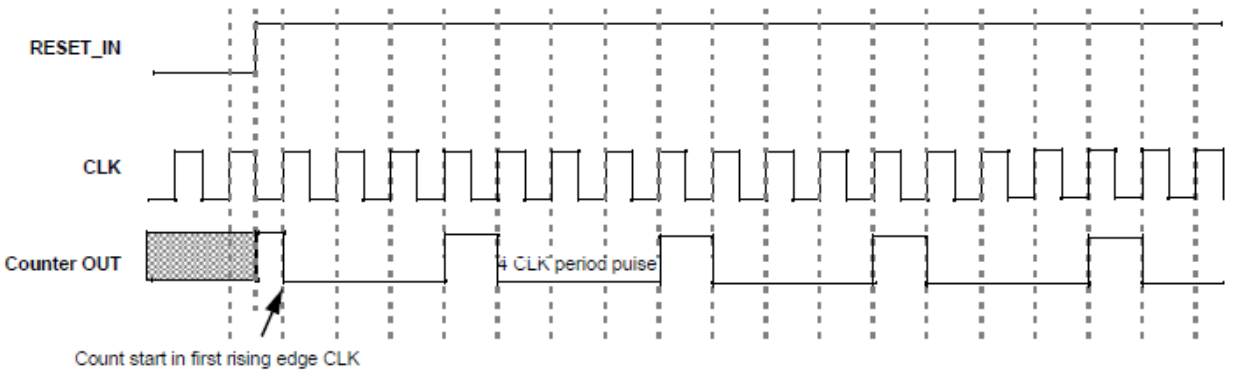 RESET_IN
CLK
Counter OUT
4 CLK period pulse
Count start in first rising edge CLK